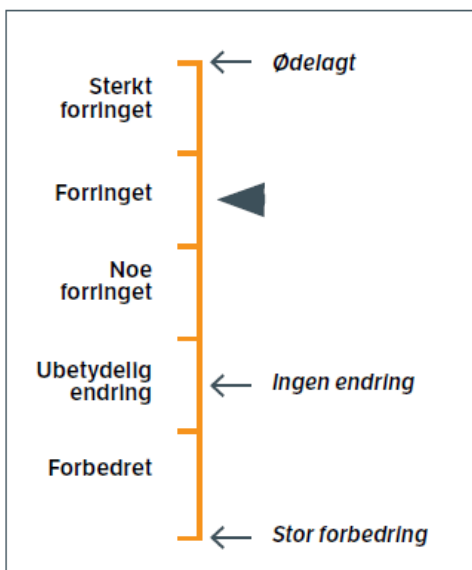 Ødelagt
Sterkt
forringet
Forringet
Noe
forringet
Ubetydelig
endring
Ingen endring
Forbedret
Stor forbedring